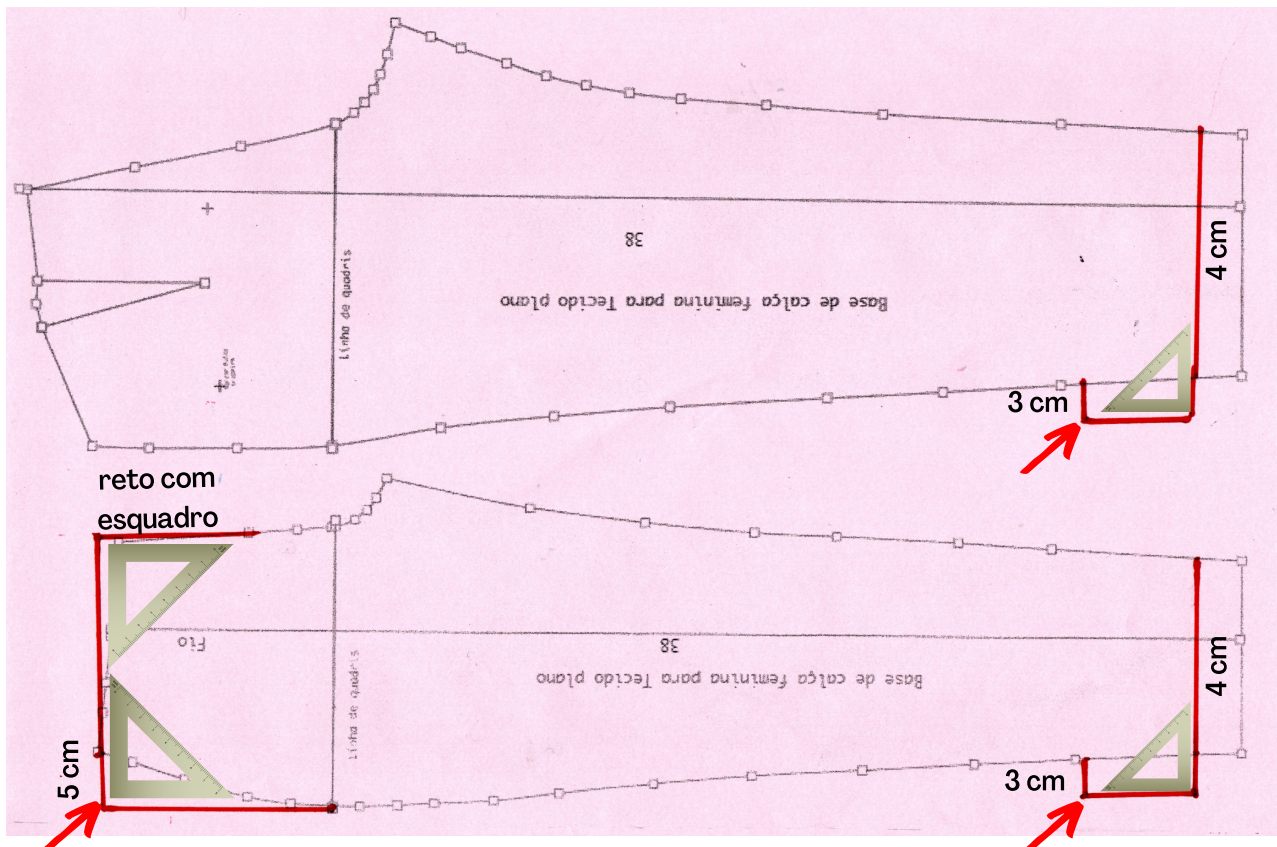 38
Linha de quadris
Base de calça feminina para Tecido plano
4 cm
3 cm
reto com
esquadro
Fio
38
Linha de quadris
Base de calça feminina para Tecido plano
4 cm
5 cm
3 cm